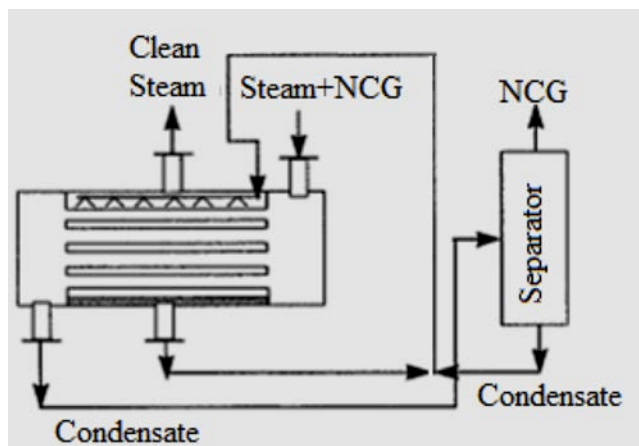 Clean
Steam
Steam+NCG
NCG
Separator
Condensate
Condensate